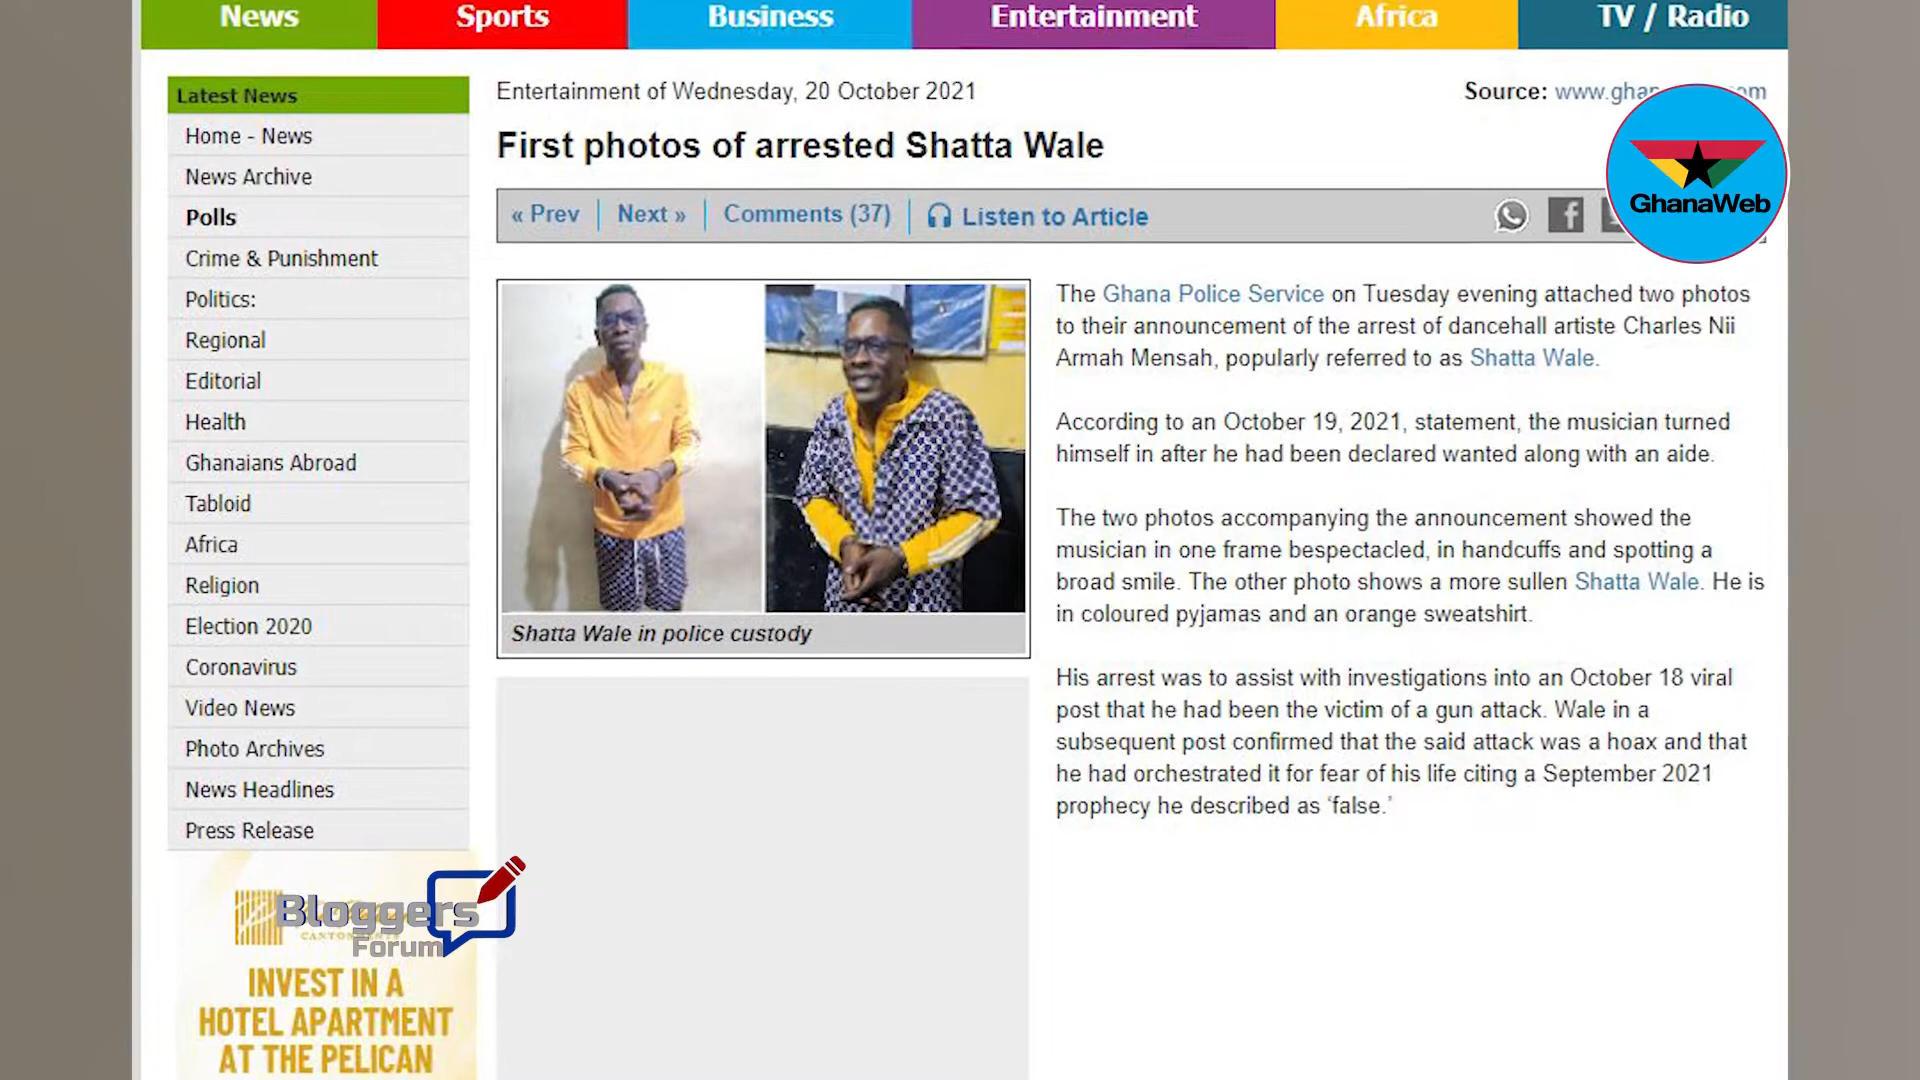 News
Sports
Business
Entertainment
Africa
TV / Radio
Latest News
Home - News
News Archive
Polls
Crime & Punishment
Politics:
Regional
Editorial
Health
Ghanaians Abroad
Tabloid
Africa
Religion
Election 2020
Coronavirus
Video News
Photo Archives
News Headlines
Press Release
Bloggers
Forum
INVEST IN A
HOTEL APARTMENT
AT THE PELICAN
Entertainment of Wednesday, 20 October 2021
Source:
GhanaWeb
First photos of arrested Shatta Wale
« Prev
Next »
Comments (37)
Listen to Article
Shatta Wale in police custody
The Ghana Police Service on Tuesday evening attached two photos
to their announcement of the arrest of dancehall artiste Charles Nii
Armah Mensah, popularly referred to as Shatta Wale.
According to an October 19, 2021, statement, the musician turned
himself in after he had been declared wanted along with an aide.
The two photos accompanying the announcement showed the
musician in one frame bespectacled, in handcuffs and spotting a
broad smile. The other photo shows a more sullen Shatta Wale. He is
in coloured pyjamas and an orange sweatshirt.
His arrest was to assist with investigations into an October 18 viral
post that he had been the victim of a gun attack. Wale in a
subsequent post confirmed that the said attack was a hoax and that
he had orchestrated it for fear of his life citing a September 2021
prophecy he described as ‘false.’